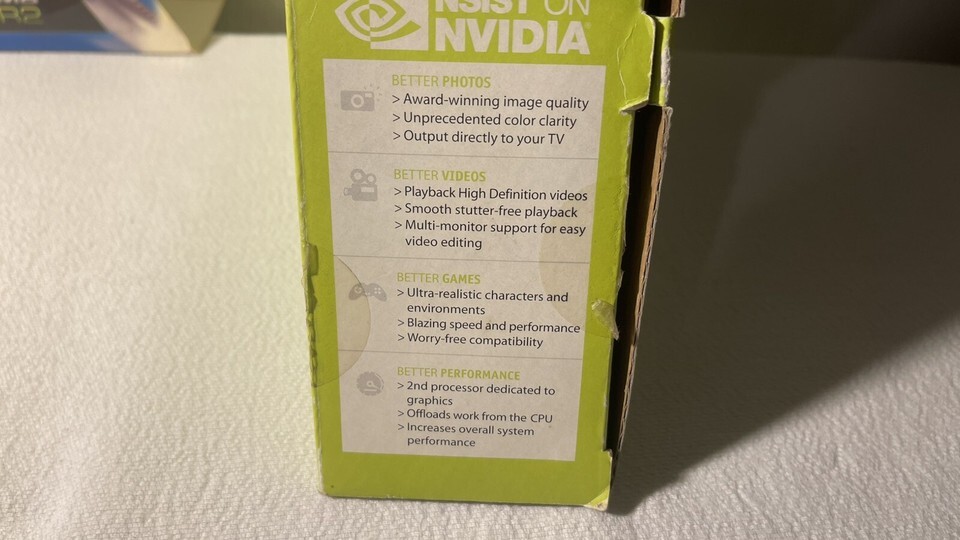 NSIST ON
NVIDIA
R2
BETTER PHOTOS
> Award-winning image quality
> Unprecedented color clarity
> Output directly to your TV
BETTER VIDEOS
> Playback High Definition videos
> Smooth stutter-free playback
> Multi-monitor support for easy
video editing
BETTER GAMES
> Ultra-realistic characters and
environments
> Blazing speed and performance
> Worry-free compatibility
BETTER PERFORMANCE
> 2nd processor dedicated to
graphics
> Offloads work from the CPU
> Increases overall system
performance